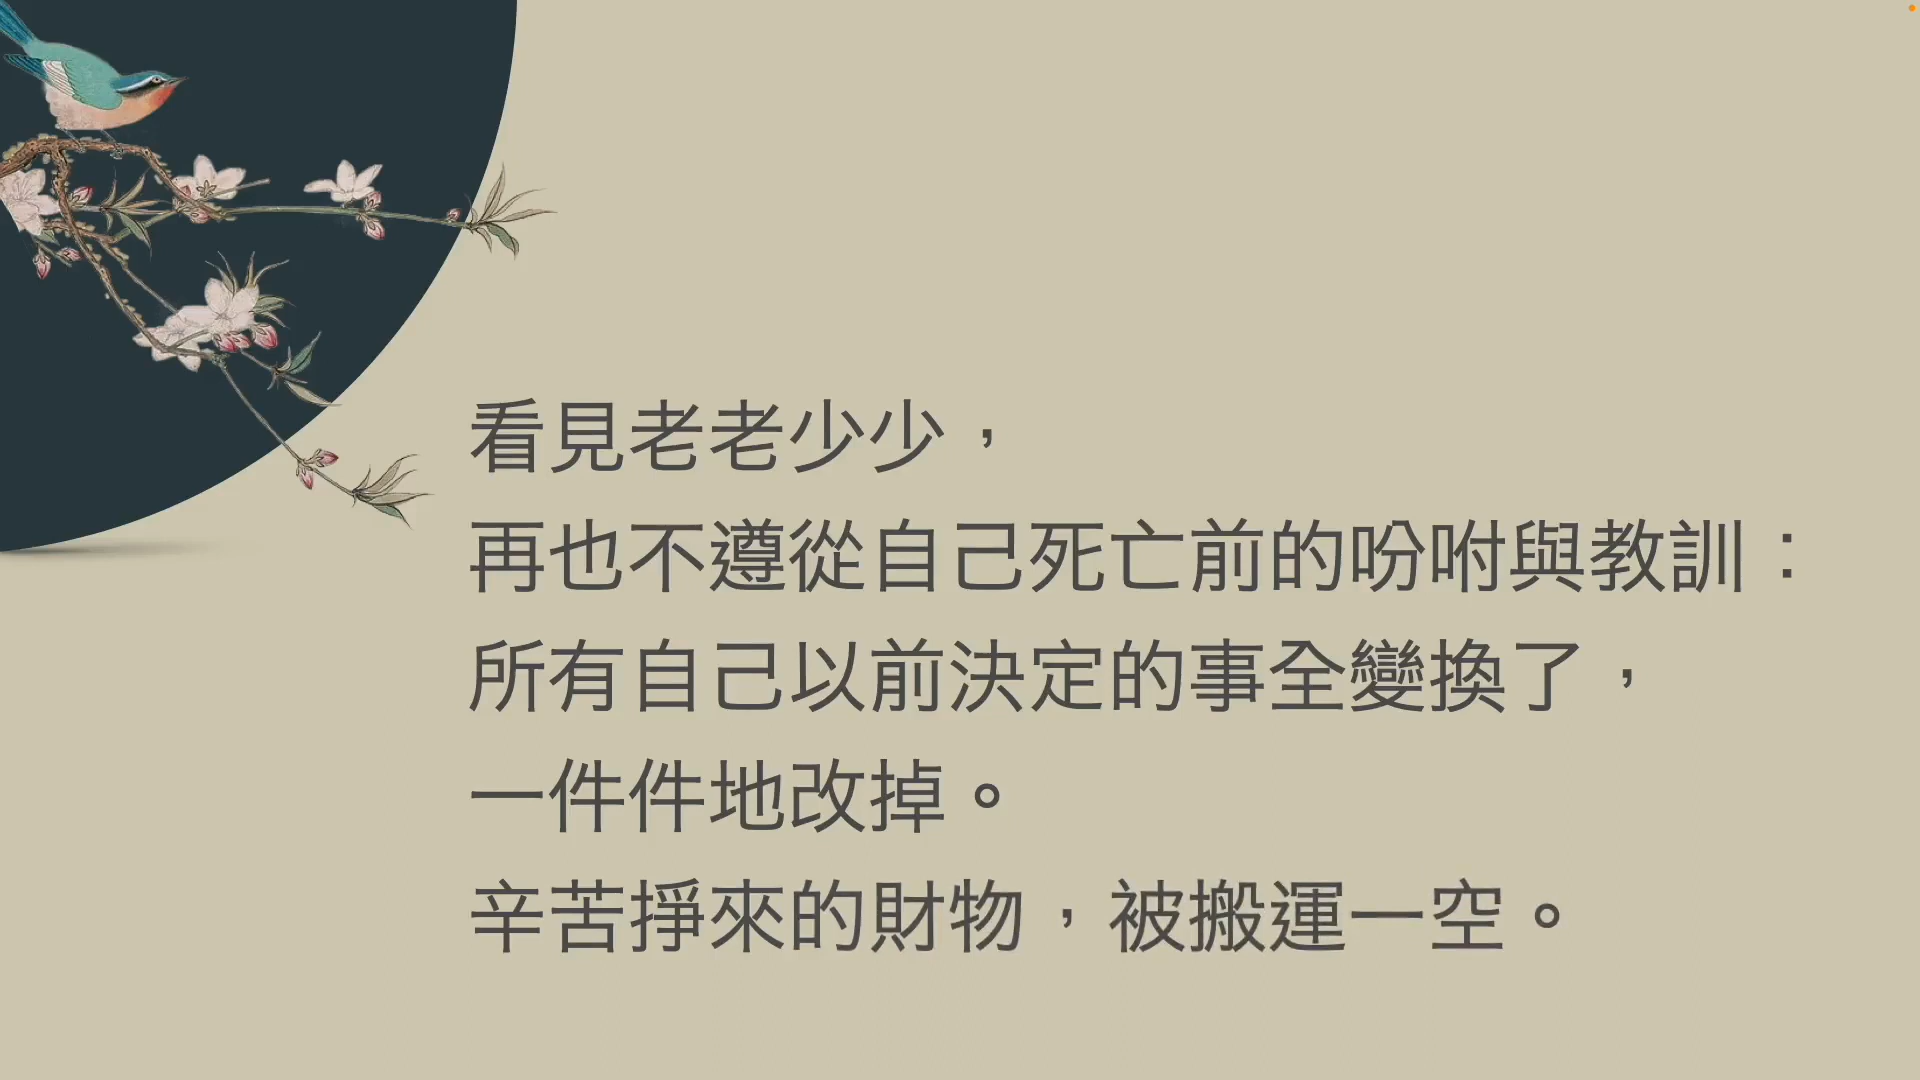 看見老老少少，
再也不遵從自己死亡前的吩咐與教訓：
所有自己以前決定的事全變換了，
一件件地改掉。
辛苦掙來的財物，被搬運一空。